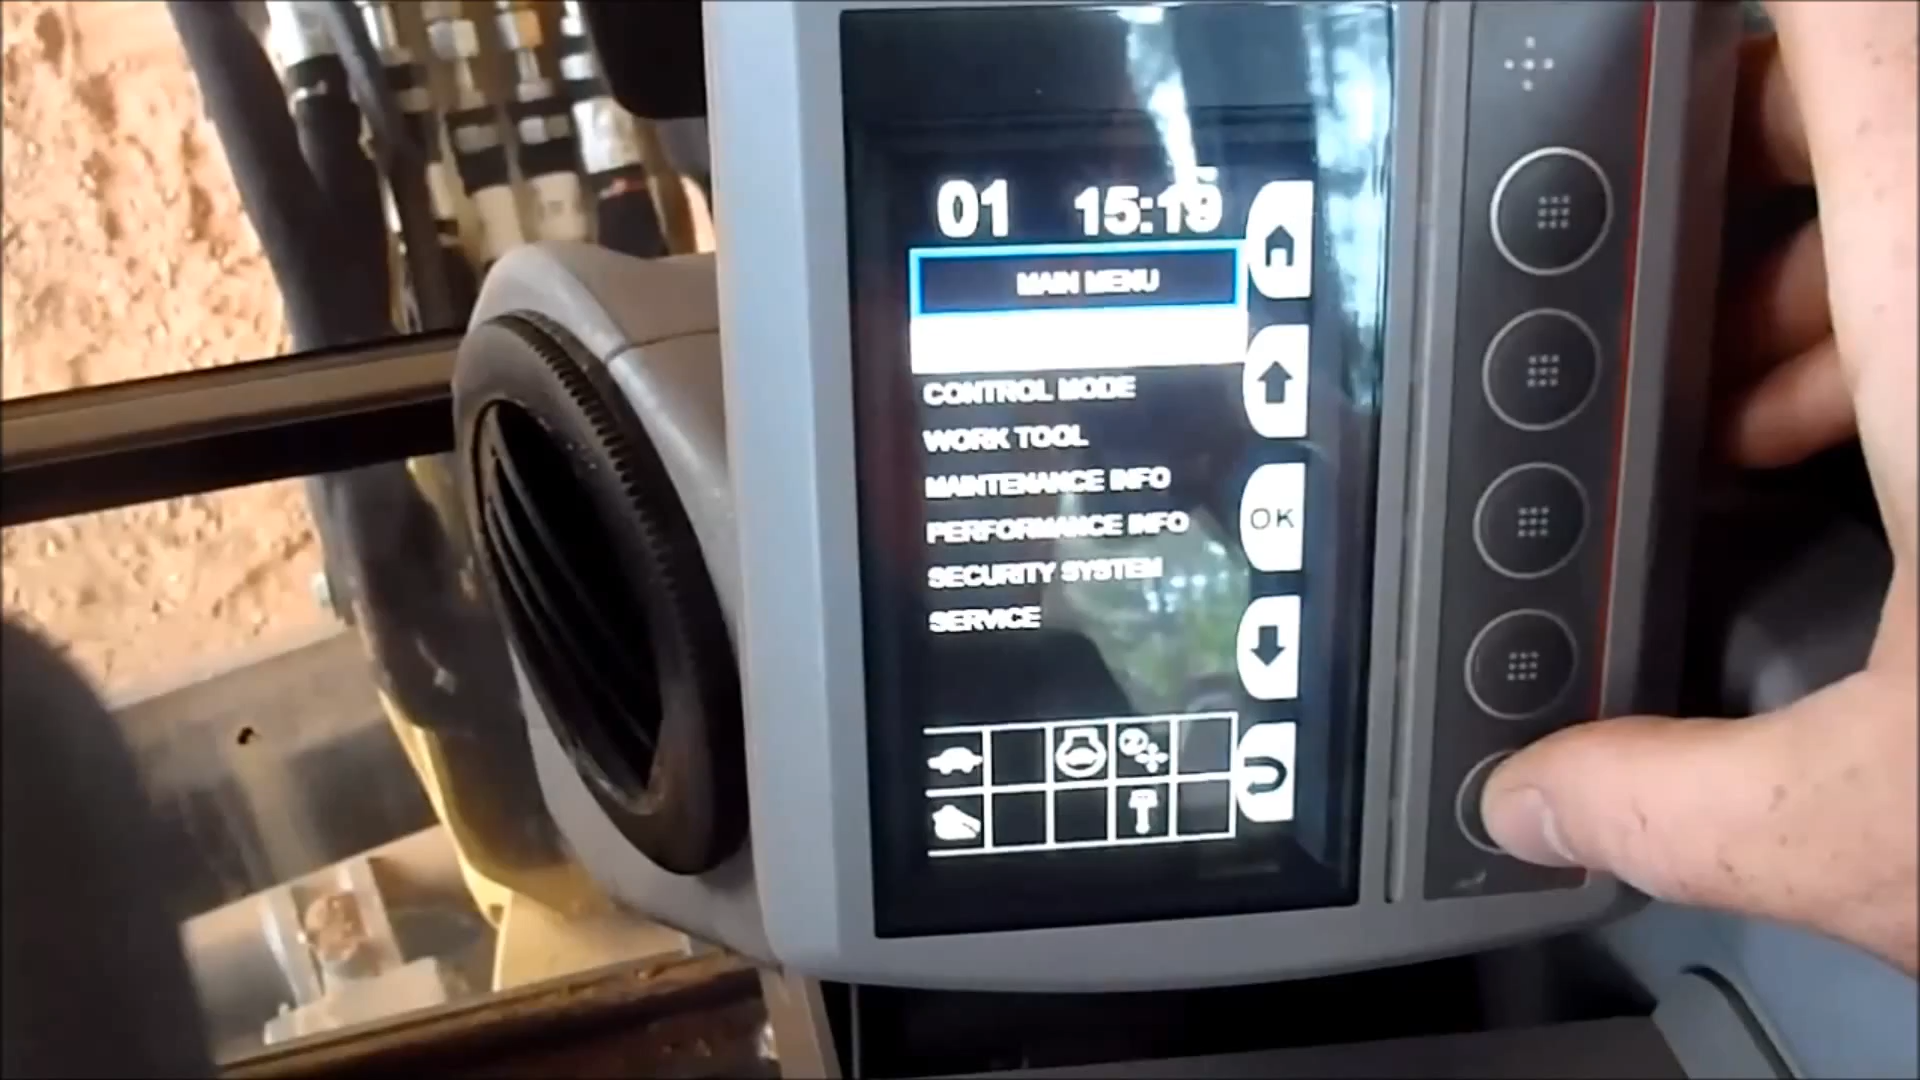 01 15:19
MAIN MENU
CONTROL MODE
WORK TOOL
MAINTENANCE INFO
OK
PERFORMANCE INFO
SECURITY SYSTEM
SERVICE